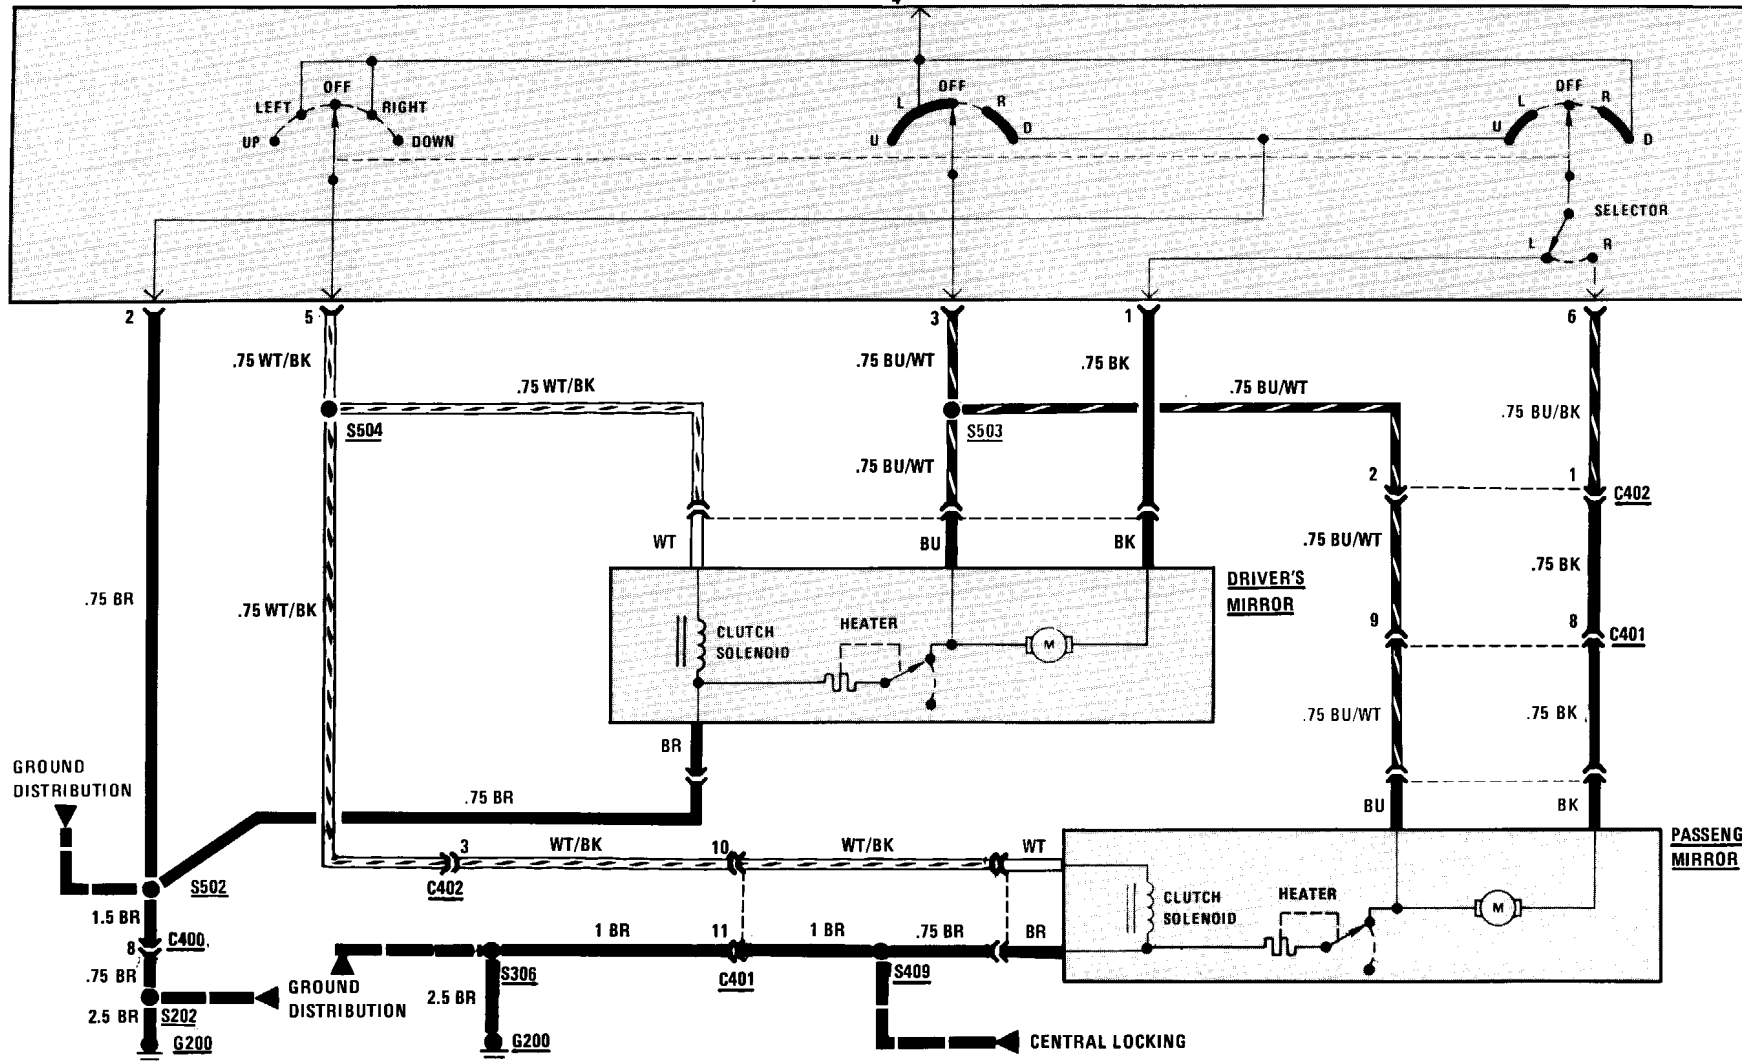 4
OFF
LEFT
RIGHT
UP
DOWN
OFF
L
R
U
D
OFF
L
R
U
D
SELECTOR
L
R
2
5
3
1
6
.75 WT/BK
.75 WT/BK
.75 BU/WT
.75 BK
.75 BU/WT
.75 BU/BK
S504
S503
.75 BU/WT
2
1
C402
WT
BU
BK
.75 BU/WT
.75 BK
DRIVER'S
MIRROR
.75 BR
.75 WT/BK
CLUTCH
SOLENOID
HEATER
M
9
8
C401
.75 BU/WT
.75 BK
BR
GROUND
DISTRIBUTION
.75 BR
BU
BK
3
WT/BK
10
WT/BK
WT
PASSENG
MIRROR
C402
S502
1.5 BR
8
C400
.75 BR
1 BR
11
1 BR
.75 BR
BR
CLUTCH
SOLENOID
HEATER
M
S306
C401
S409
GROUND
DISTRIBUTION
2.5 BR
2.5 BR
S202
G200
G200
CENTRAL LOCKING